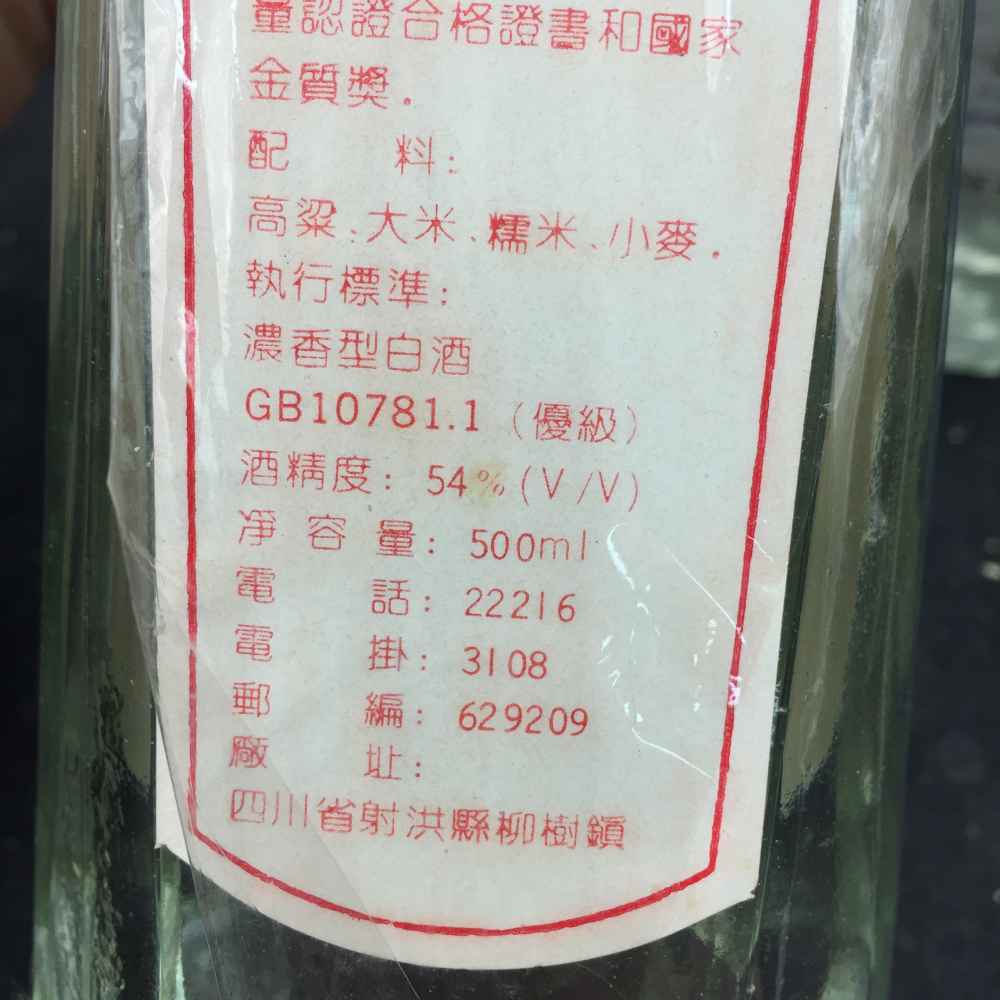 量認證合格證書和國家
金質獎.
配 料:
高粱、大米、糯米、小麥.
執行標準:
濃香型白酒
GB10781.1 (優級)
酒精度: 54% (V/V)
凈容量: 500ml
電 話: 22216
電 掛: 3108
郵 編: 629209
廠 址:
四川省射洪縣柳樹鎮